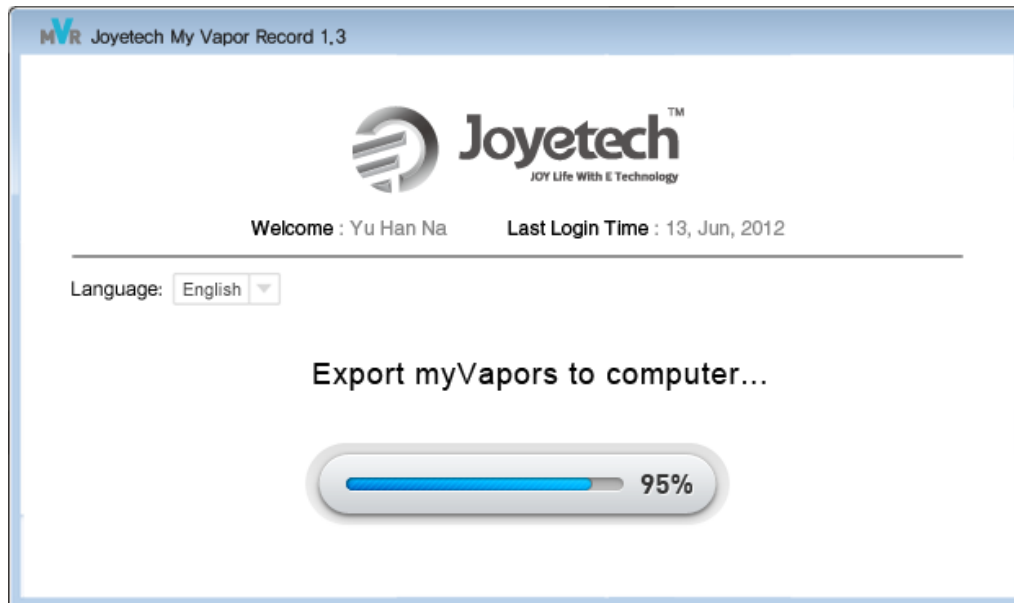 MVR Joyetech My Vapor Record 1.3
Joyetech™
JOY Life With E Technology
Welcome : Yu Han Na Last Login Time : 13, Jun, 2012
Language: English
Export myVapors to computer...
95%